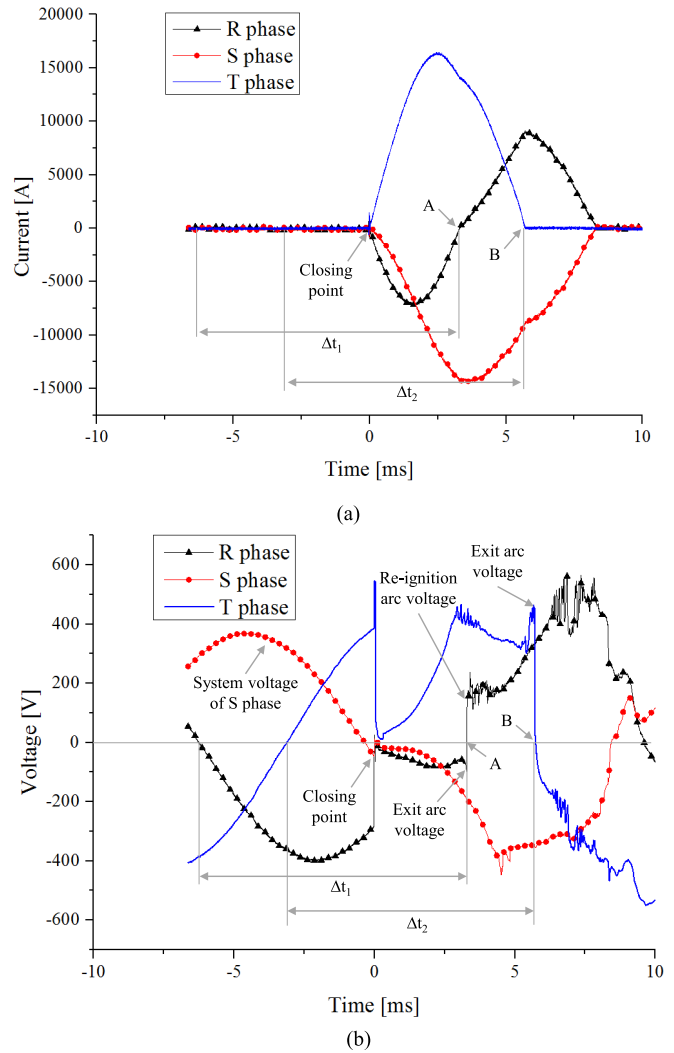 R phase
S phase
T phase
20000
15000
10000
5000
0
-5000
-10000
-15000
Current [A]
A
B
Closing
point
Δt1
Δt2
-10
-5
0
5
10
Time [ms]
(a)
R phase
S phase
T phase
Exit arc
voltage
Re-ignition
arc voltage
600
400
200
0
-200
-400
-600
Voltage [V]
System voltage
of S phase
B
A
Closing
point
Exit arc
voltage
Δt1
Δt2
-10
-5
0
5
10
Time [ms]
(b)